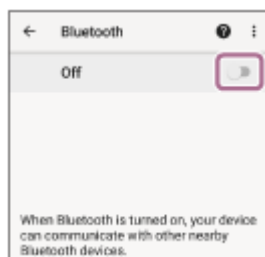 Bluetooth
Off
When Bluetooth is turned on, your device
can communicate with other nearby
Bluetooth devices.